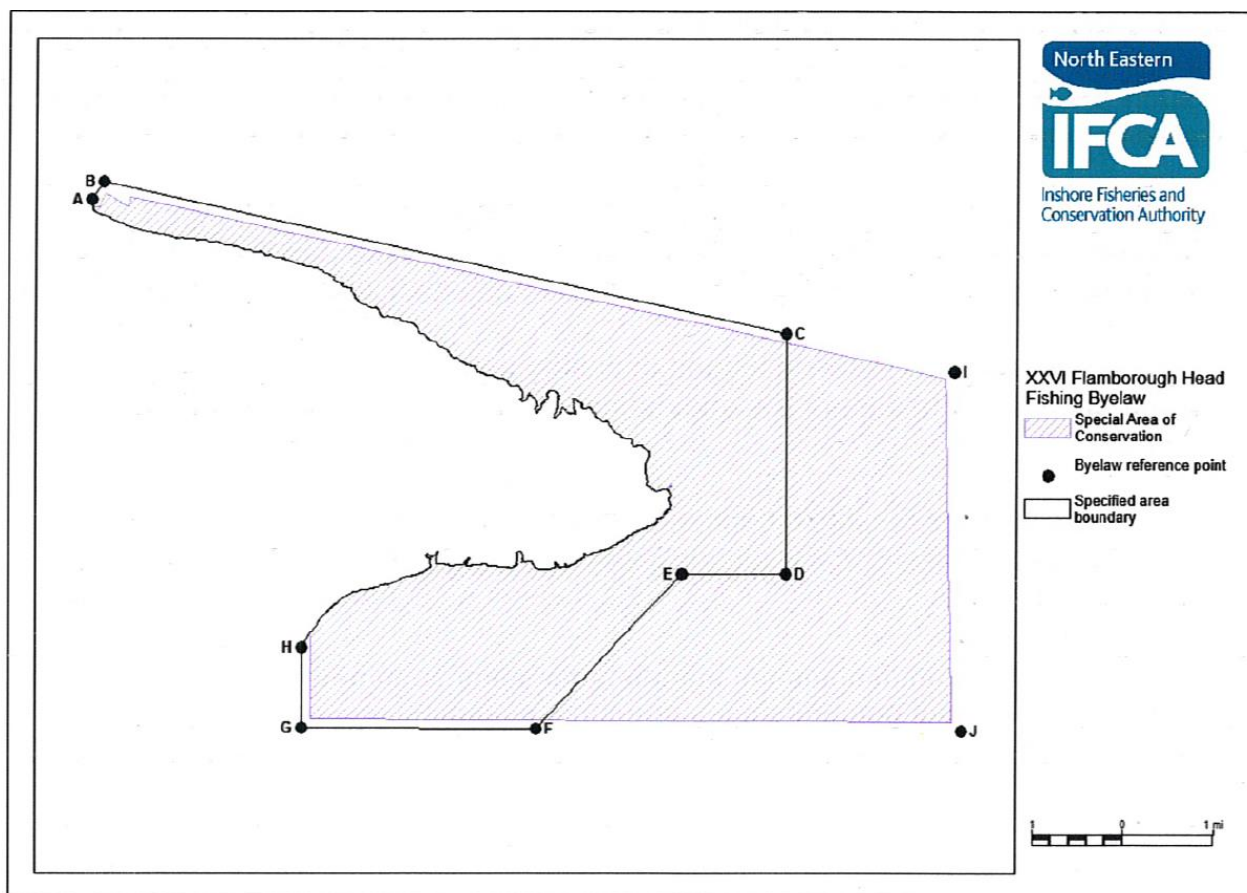 North Eastern
IFCA
Inshore Fisheries and
Conservation Authority
B
A
C
I
XXVI Flamborough Head
Fishing Byelaw
Special Area of
Conservation
Byelaw reference point
Specified area
boundary
E
D
H
G
F
J
1 0 1 mi